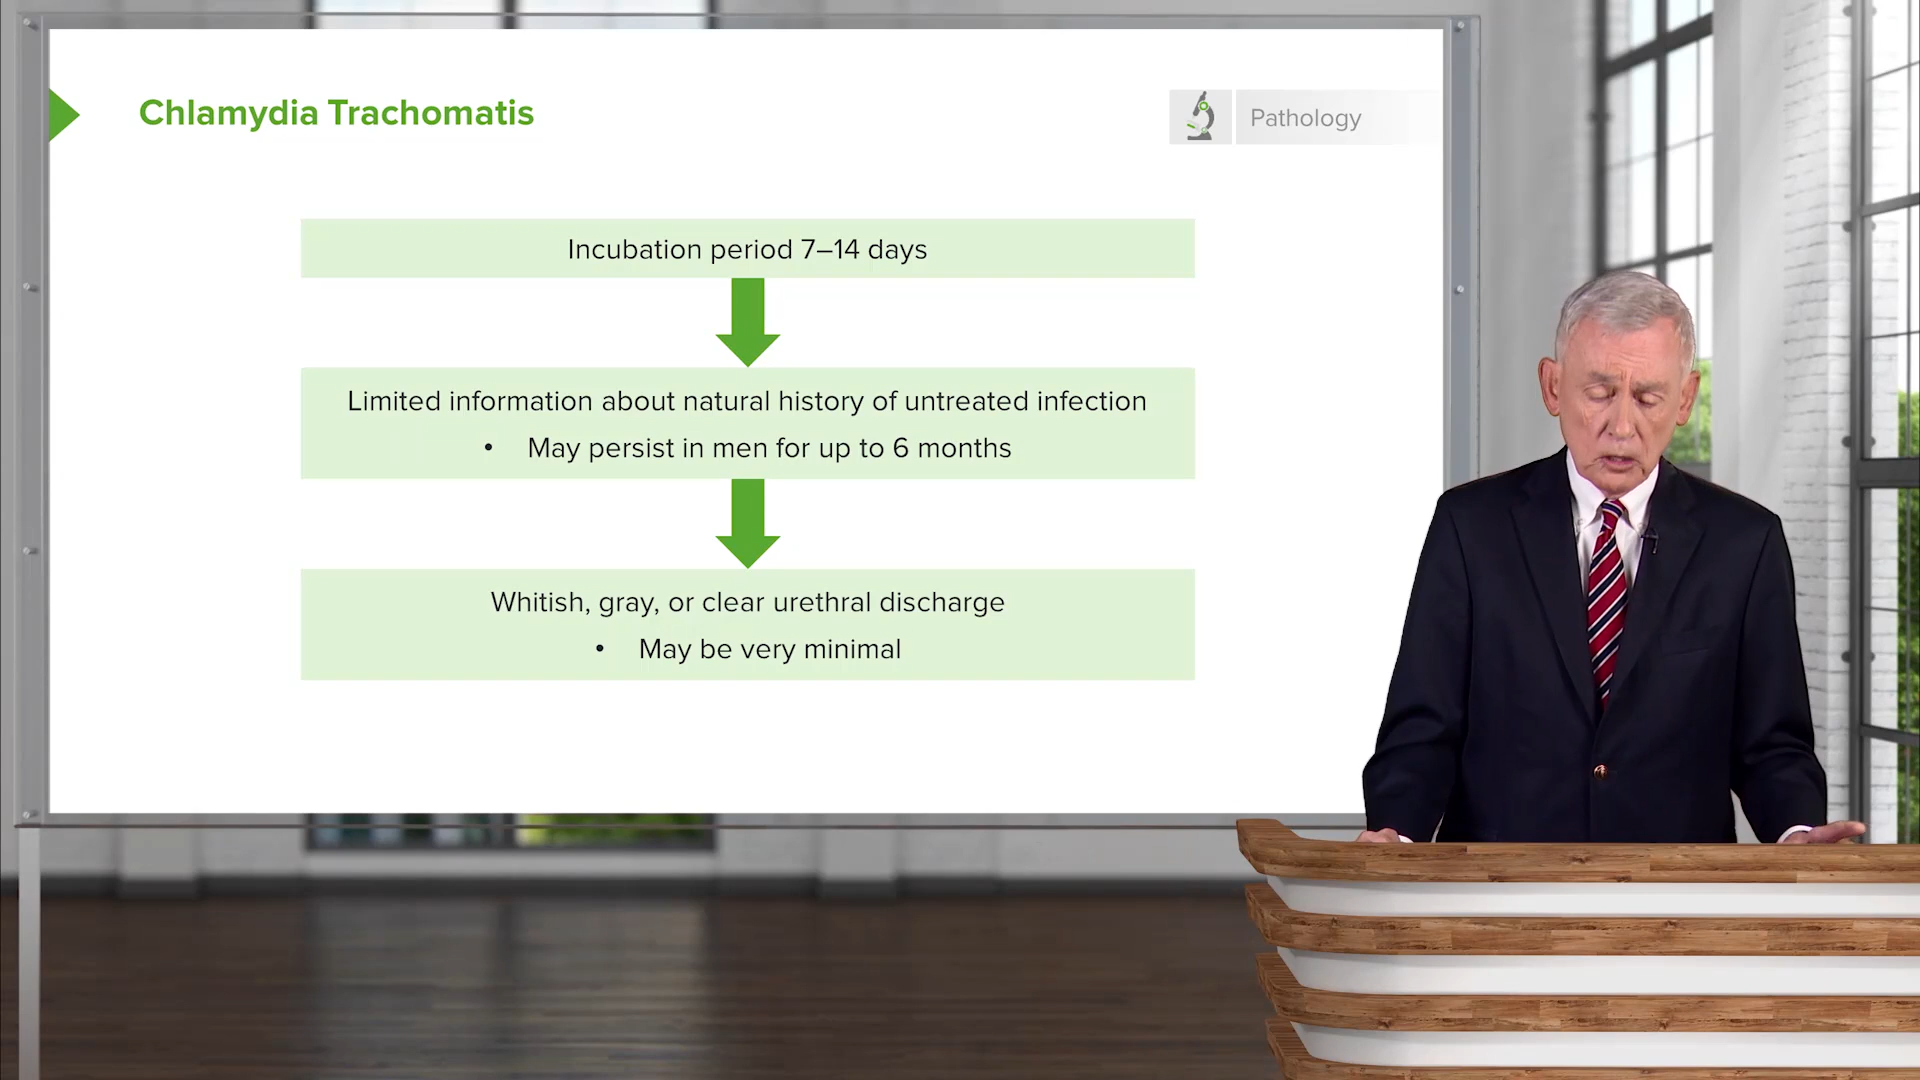 Chlamydia Trachomatis
Pathology
Incubation period 7–14 days
Limited information about natural history of untreated infection
• May persist in men for up to 6 months
Whitish, gray, or clear urethral discharge
• May be very minimal